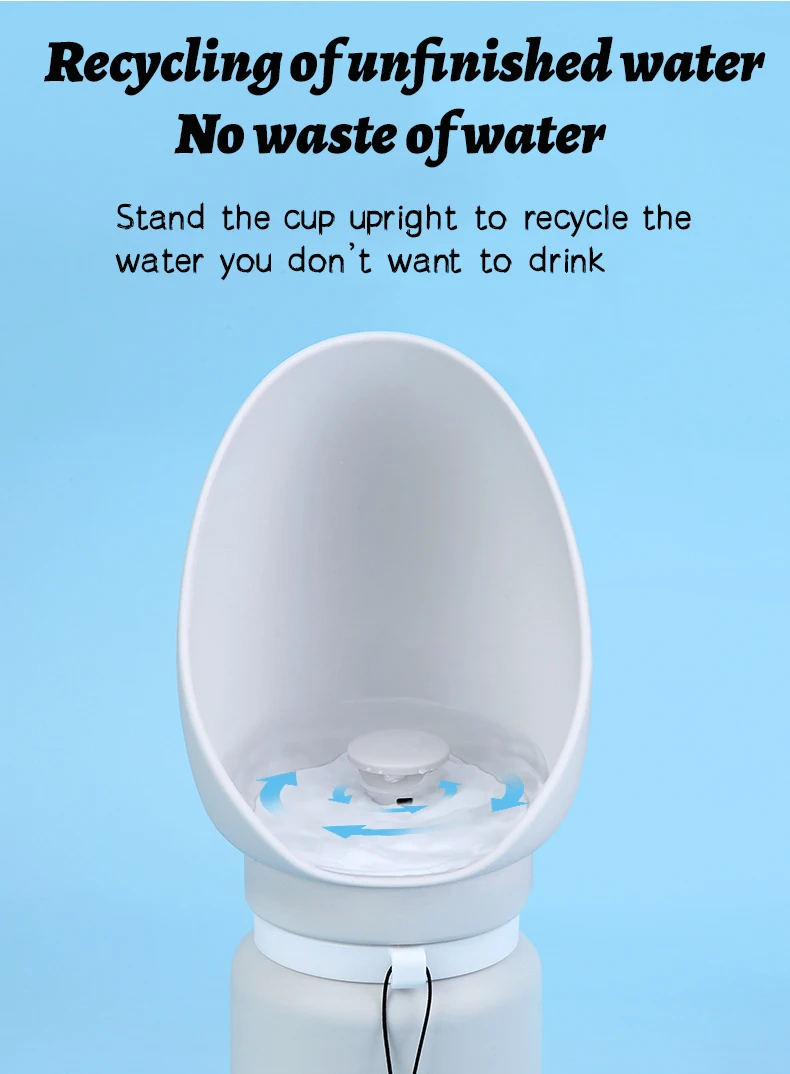 Recycling of unfinished water
No waste of water
Stand the cup upright to recycle the
water you don't want to drink